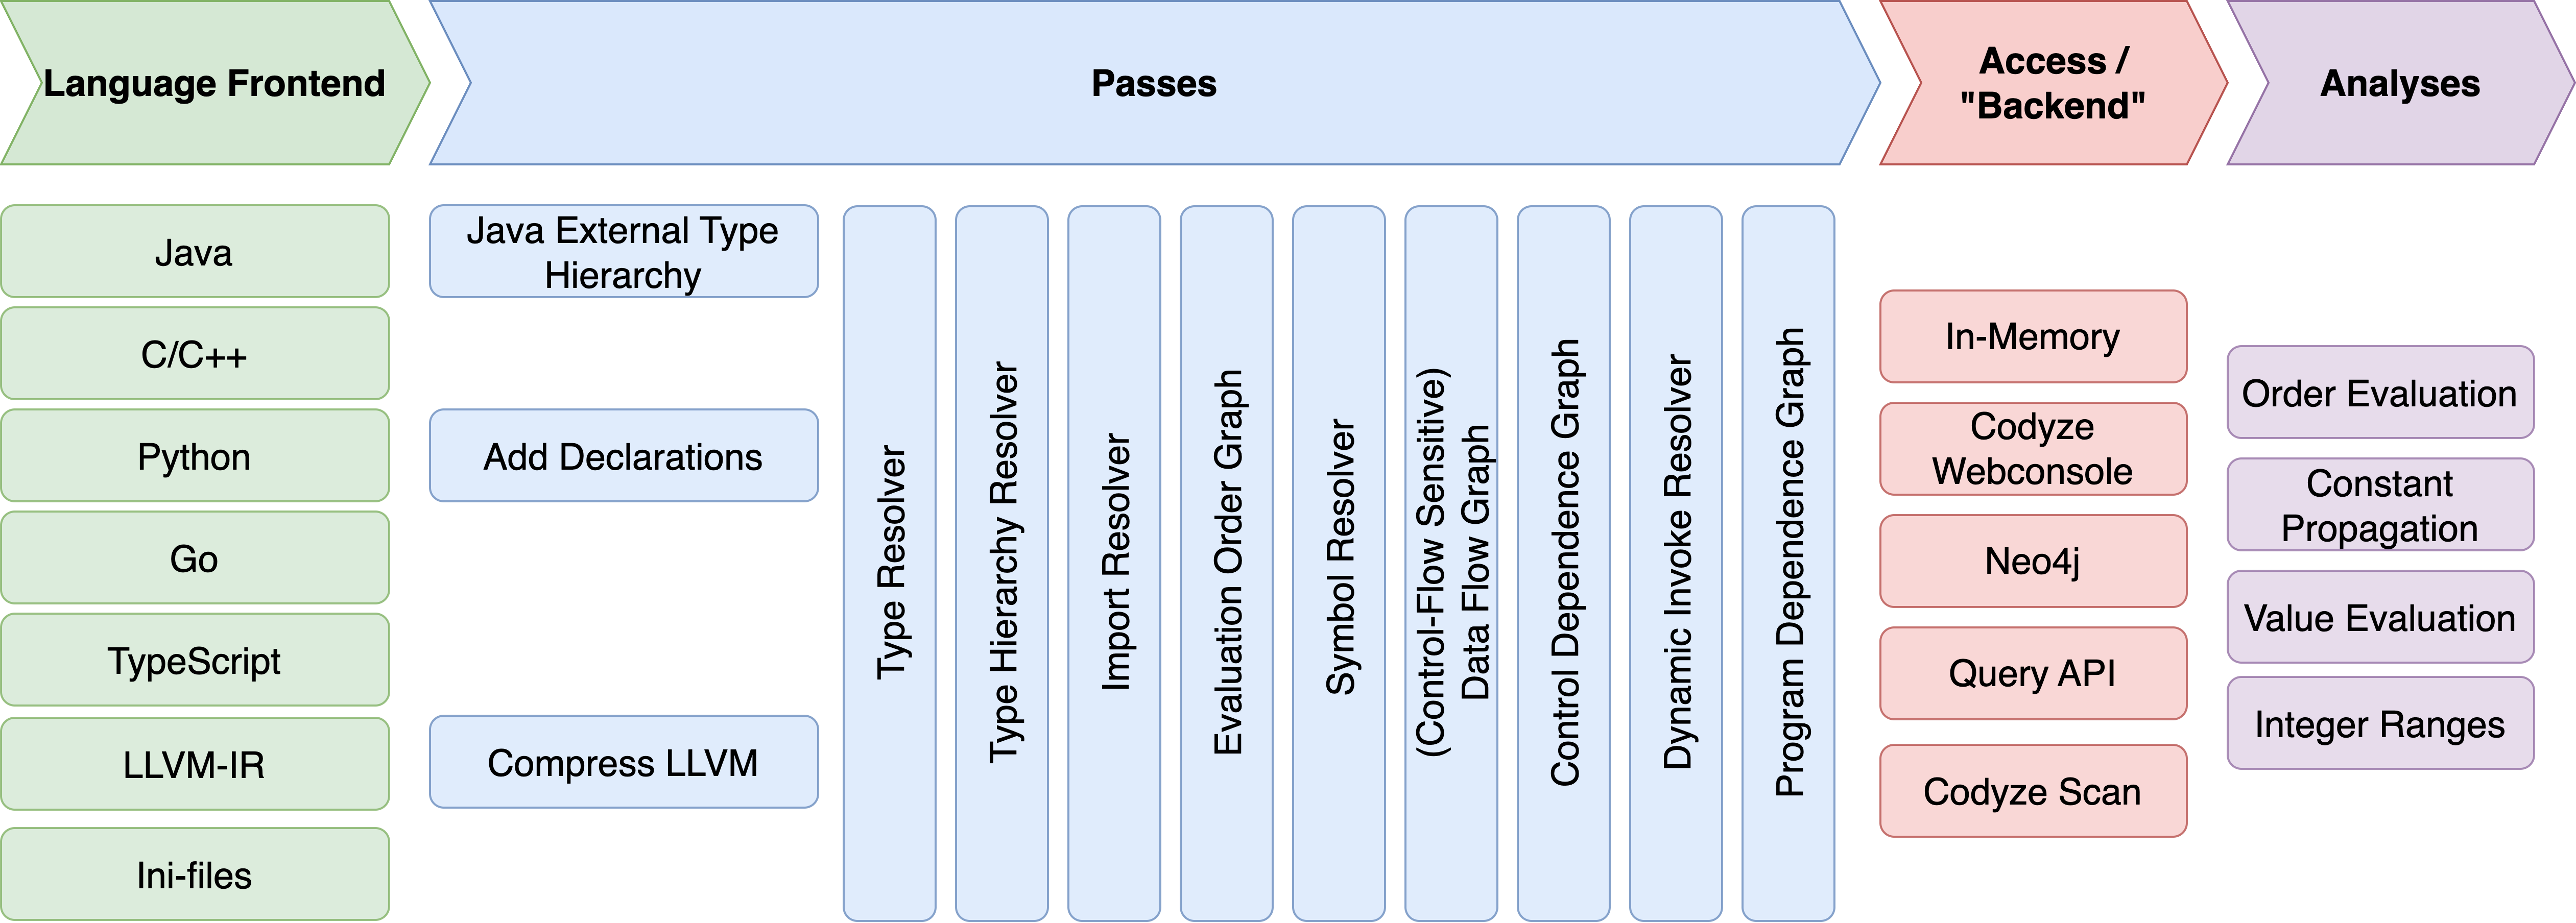 Language Frontend
Passes
Access /
"Backend"
Analyses
Java
C/C++
Python
Go
TypeScript
LLVM-IR
Ini-files
Java External Type
Hierarchy
Add Declarations
Compress LLVM
Type Resolver
Type Hierarchy Resolver
Import Resolver
Evaluation Order Graph
Symbol Resolver
(Control-Flow Sensitive)
Data Flow Graph
Control Dependence Graph
Dynamic Invoke Resolver
Program Dependence Graph
In-Memory
Codyze
Webconsole
Neo4j
Query API
Codyze Scan
Order Evaluation
Constant
Propagation
Value Evaluation
Integer Ranges